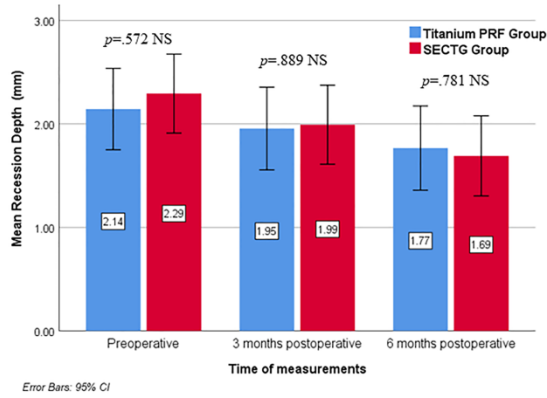 3.00
2.00
1.00
0.00
Mean Recession Depth (mm)
Titanium PRF Group
SECTG Group
p=.572 NS
p=.889 NS
p=.781 NS
2.14
2.29
1.95
1.99
1.77
1.69
Preoperative
3 months postoperative
6 months postoperative
Time of measurements
Error Bars: 95% CI